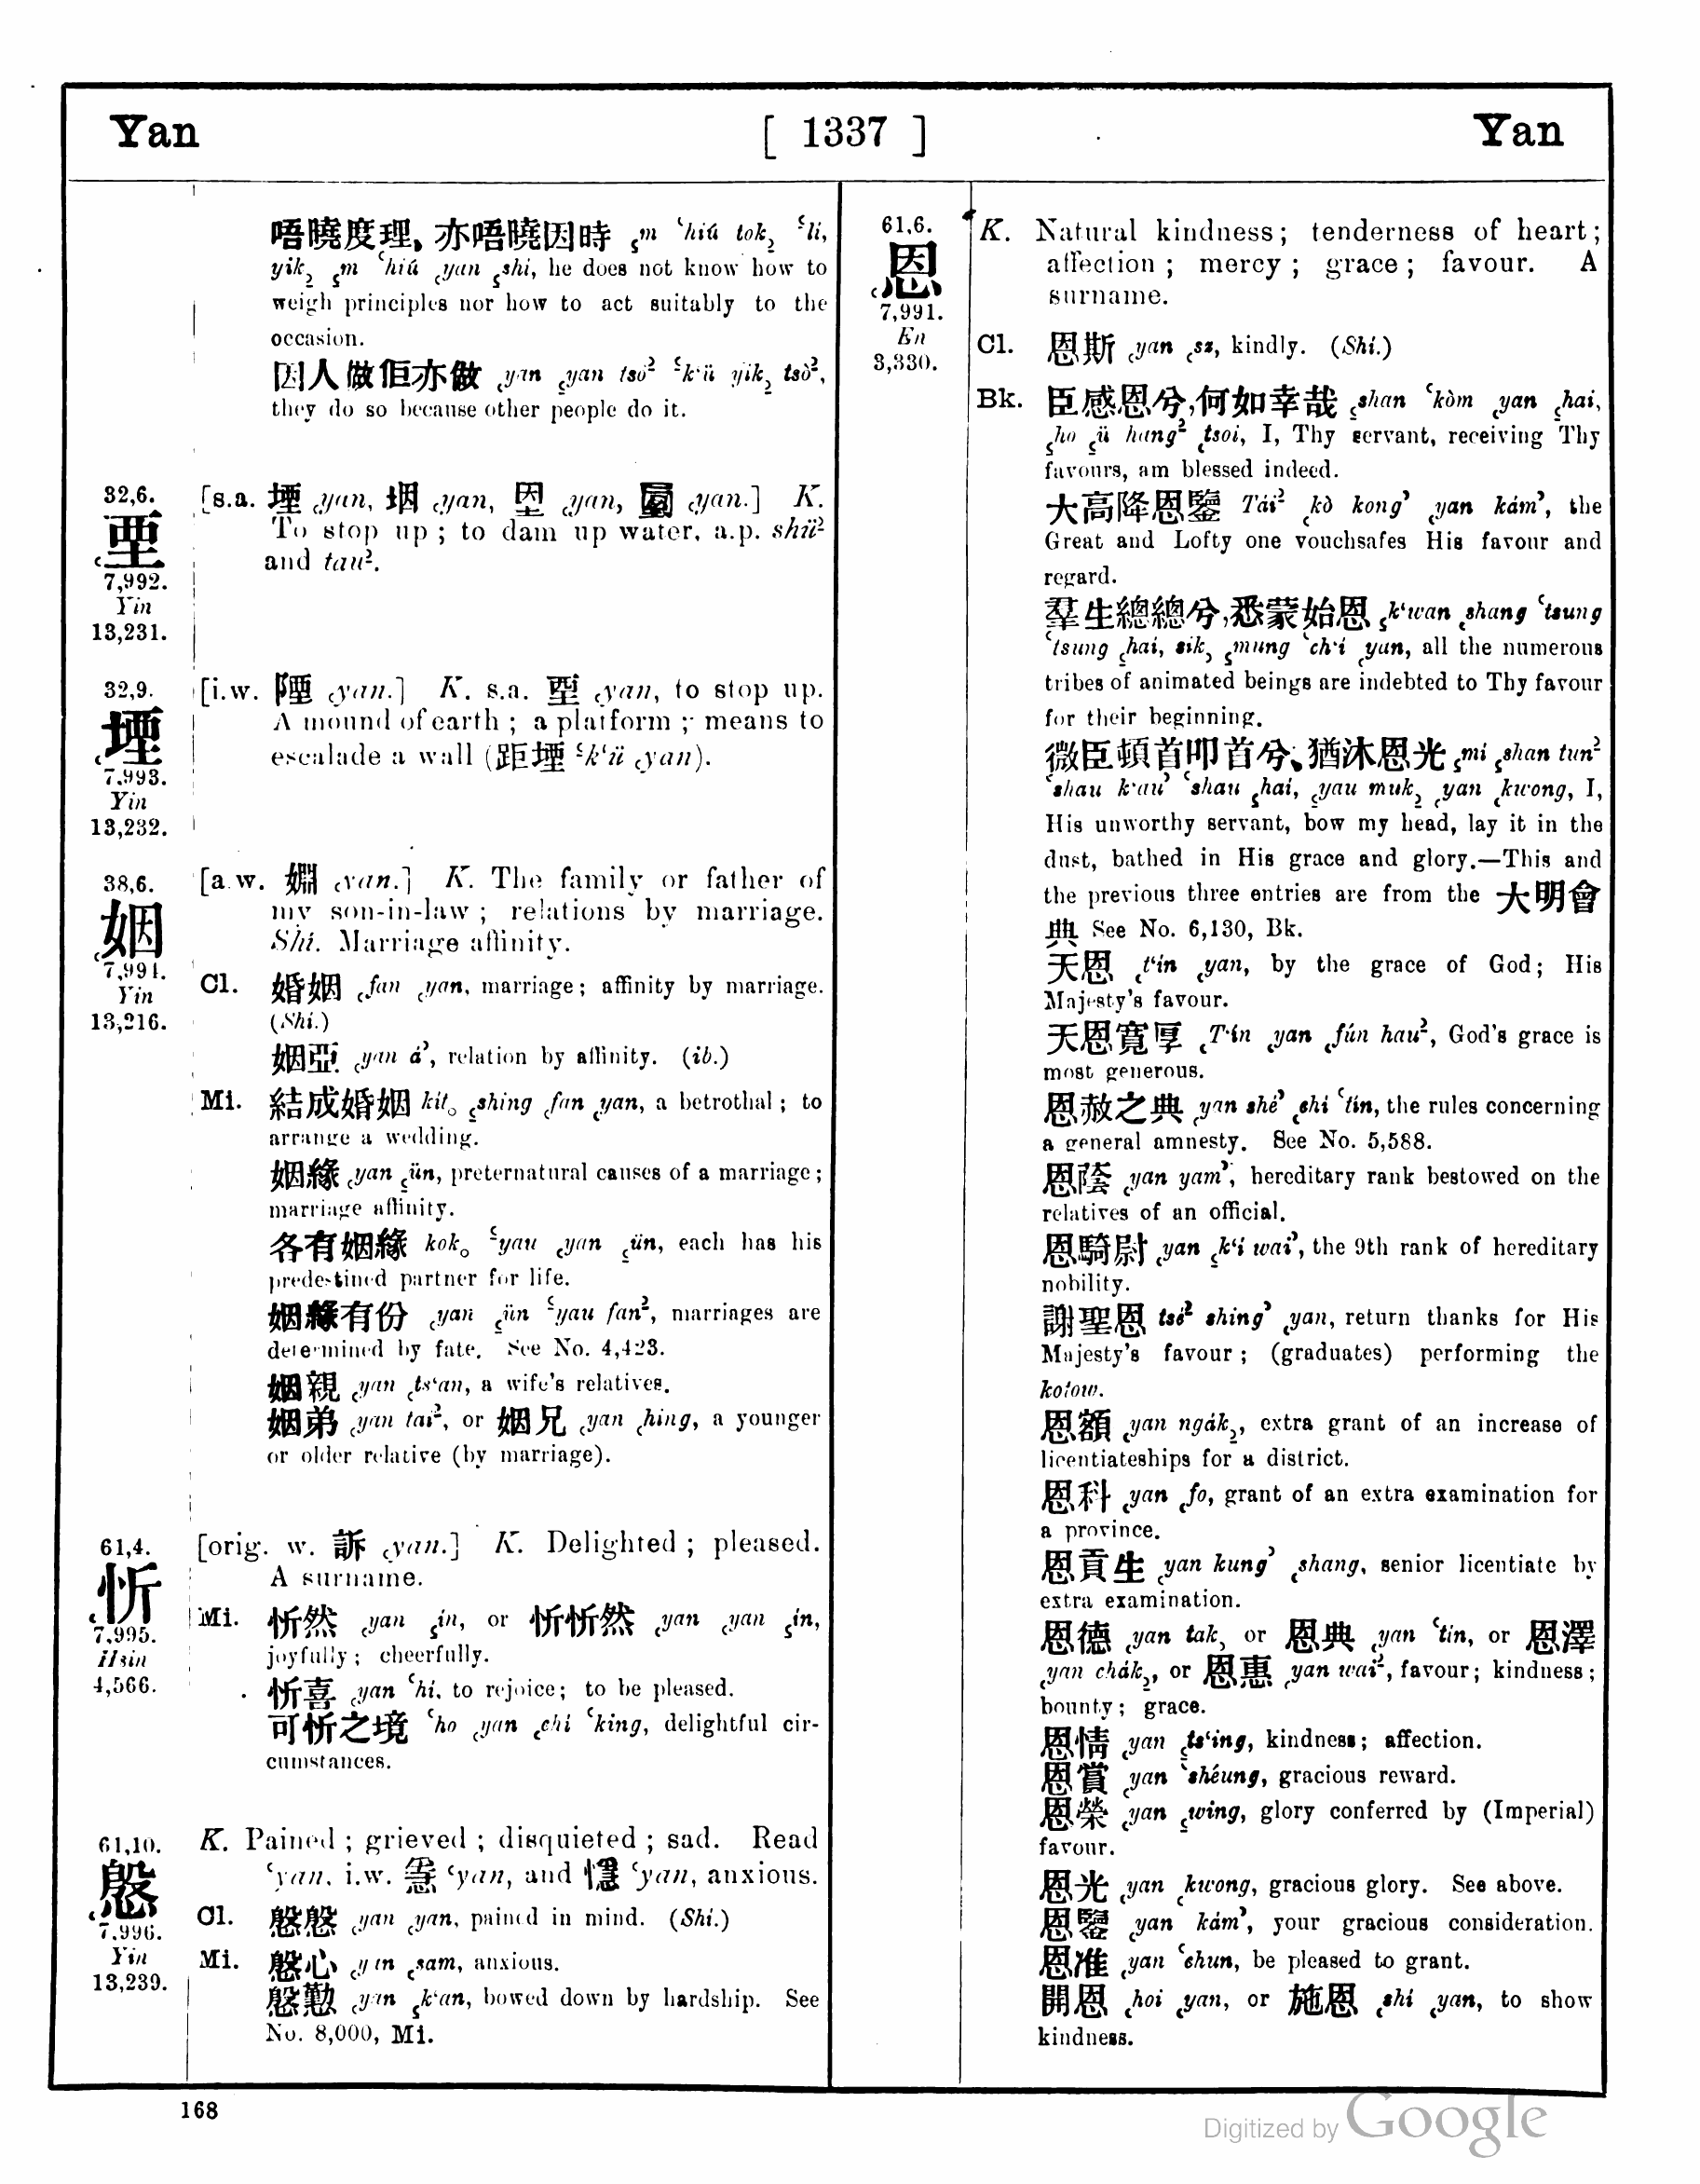 Yan [ 1337 ] Yan
唔曉度理、亦唔曉因時 ꜁m ʿhiú tok꜇ ꜃li,
yik꜇ ꜁m ʿhiú ꜀yan ꜁shi, he does not know how to
weigh principles nor how to act suitably to the
occasion.
因人做佢亦做 ꜀yan ꜁yan tsò² ꜃k‘ü yik꜇ tsò²,
they do so because other people do it.
32,6.
垔
7,992.
Yin
13,231.
[s.a. 堙 ꜀yan, 垇 ꜀yan, ꜀yan, ꜀yan.] K.
To stop up; to dam up water. a.p. shü²
and tau².
32,9.
堙
7,993.
Yin
13,232.
[i.w. 陻 ꜀yan.] K. s.a. 垔 ꜀yan, to stop up.
A mound of earth; a platform; means to
escalade a wall (距堙 ꜃k‘ü ꜀yan).
38,6.
姻
7,994.
Yin
13,216.
[a.w. 婣 ꜀yan.] K. The family or father of
my son-in-law; relations by marriage.
Shí. Marriage affinity.
Cl. 婚姻 ꜀fan ꜀yan, marriage; affinity by marriage.
(Shí.)
姻亞 ꜀yan á’, relation by affinity. (ib.)
Mi. 結成婚姻 kít꜆ ꜁shing ꜀fan ꜀yan, a betrothal; to
arrange a wedding.
姻緣 ꜀yan ꜁ün, preternatural causes of a marriage;
marriage affinity.
各有姻緣 kok꜆ ꜃yau ꜀yan ꜁ün, each has his
predestined partner for life.
姻緣有份 ꜀yan ꜁ün ꜃yau fan², marriages are
determined by fate. See No. 4,423.
姻親 ꜀yan ꜀ts‘an, a wife's relatives.
姻弟 ꜀yan tai², or 姻兄 ꜀yan ꜀hing, a younger
or older relative (by marriage).
61,4.
忻
7,995.
Hsin
4,566.
[orig. w. 訢 ꜀yan.] K. Delighted; pleased.
A surname.
Mi. 忻然 ꜀yan ꜁ín, or 忻忻然 ꜀yan ꜀yan ꜁ín,
joyfully; cheerfully.
忻喜 ꜀yan ʿhí, to rejoice; to be pleased.
可忻之境 ʿho ꜀yan ꜀chí ʿking, delightful cir-
cumstances.
61,10.
慇
7,996.
Yin
13,239.
K. Pained; grieved; disquieted; sad. Read
ʿyan, i.w. ʿyan, and ʿyan, anxious.
Cl. 慇慇 ꜀yan ꜀yan, pained in mind. (Shí.)
Mi. 慇心 ꜀yan ꜀sam, anxious.
慇懃 ꜀yan ꜁k‘an, bowed down by hardship. See
No. 8,000, Mi.
61,6.
恩
7,991.
En
3,330.
K. Natural kindness; tenderness of heart;
affection; mercy; grace; favour. A
surname.
Cl. 恩斯 ꜀yan ꜀sz, kindly. (Shí.)
Bk. 臣感恩兮,何如幸哉 ꜁shan ʿkòm ꜀yan ꜁hai,
꜁ho ꜁ü hang² ꜀tsoi, I, Thy servant, receiving Thy
favours, am blessed indeed.
大高降恩鑒 Tái² ꜀kò kong’ ꜀yan kám’, the
Great and Lofty one vouchsafes His favour and
regard.
羣生總總兮,悉蒙始恩 ꜁k‘wan ꜀shang ʿtsung
ʿtsung ꜁hai, sik꜆ ꜁mung ʿch‘i ꜀yan, all the numerous
tribes of animated beings are indebted to Thy favour
for their beginning.
微臣頓首叩首兮、猶沐恩光 ꜁mi ꜁shan tun²
ʿshau k‘au’ ʿshau ꜁hai, ꜁yau muk꜇ ꜀yan ꜀kwong, I,
His unworthy servant, bow my head, lay it in the
dust, bathed in His grace and glory.—This and
the previous three entries are from the 大明會
典 See No. 6,130, Bk.
天恩 ꜀t‘in ꜀yan, by the grace of God; His
Majesty's favour.
天恩寬厚 ꜀T‘ín ꜀yan ꜀fún hau², God's grace is
most generous.
恩赦之典 ꜀yan shé’ ꜀chi ʿtín, the rules concerning
a general amnesty. See No. 5,588.
恩蔭 ꜀yan yam’, hereditary rank bestowed on the
relatives of an official.
恩騎尉 ꜀yan ꜁k‘i wai’, the 9th rank of hereditary
nobility.
謝聖恩 tsé² shing’ ꜀yan, return thanks for His
Majesty's favour; (graduates) performing the
kotow.
恩額 ꜀yan ngák꜇, extra grant of an increase of
licentiateships for a district.
恩科 ꜀yan ꜀fo, grant of an extra examination for
a province.
恩貢生 ꜀yan kung’ ꜀shang, senior licentiate by
extra examination.
恩德 ꜀yan tak꜆ or 恩典 ꜀yan ʿtín, or 恩澤
꜀yan chák꜇, or 恩惠 ꜀yan wai², favour; kindness;
bounty; grace.
恩情 ꜀yan ꜁ts‘ing, kindness; affection.
恩賞 ꜀yan ʿshéung, gracious reward.
恩榮 ꜀yan ꜁wing, glory conferred by (Imperial)
favour.
恩光 ꜀yan ꜀kwong, gracious glory. See above.
恩鑒 ꜀yan kám’, your gracious consideration.
恩准 ꜀yan ʿchun, be pleased to grant.
開恩 ꜀hoi ꜀yan, or 施恩 ꜀shí ꜀yan, to show
kindness.
168
Digitized by Google